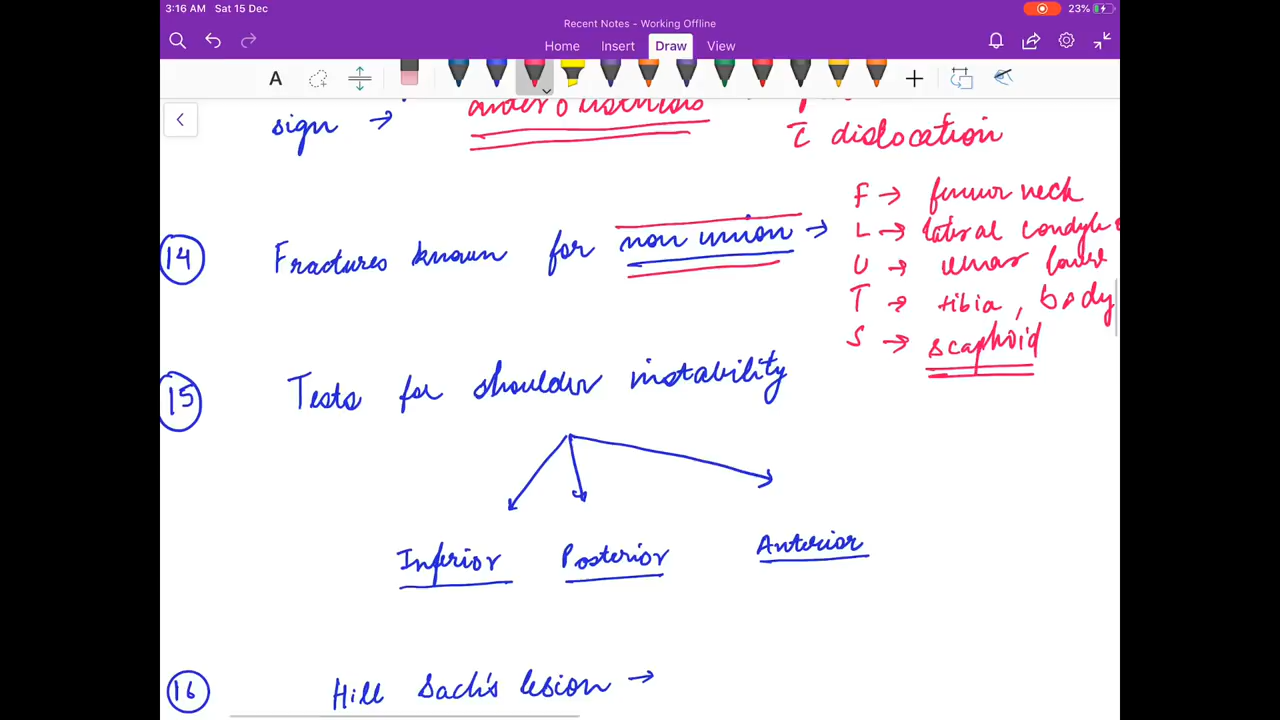 3:16 AM Sat 15 Dec
23%
Recent Notes - Working Offline
Home Insert Draw View
A
sign →
c̄ dislocation
14 Fractures known for non union →
F → femur neck
L → lateral condyle
U → ulnar lower
T → tibia, body
S → scaphoid
15 Tests for shoulder instability
Inferior Posterior Anterior
16 Hill Sach's lesion →